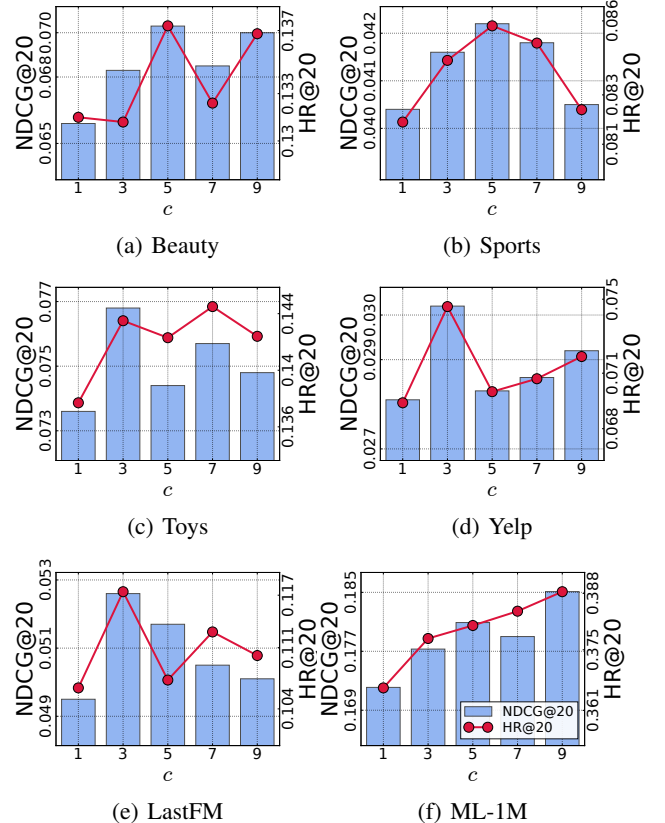 NDCG@20
0.070
0.068
0.065
0.137
0.133
0.13
HR@20
1 3 5 7 9
c
(a) Beauty
NDCG@20
0.042
0.041
0.040
0.086
0.083
0.081
HR@20
1 3 5 7 9
c
(b) Sports
NDCG@20
0.077
0.075
0.073
0.144
0.14
0.136
HR@20
1 3 5 7 9
c
(c) Toys
NDCG@20
0.030
0.029
0.027
0.075
0.071
0.068
HR@20
1 3 5 7 9
c
(d) Yelp
NDCG@20
0.053
0.051
0.049
0.117
0.111
0.104
HR@20
1 3 5 7 9
c
(e) LastFM
NDCG@20
0.185
0.177
0.169
0.388
0.375
0.361
HR@20
NDCG@20
HR@20
1 3 5 7 9
c
(f) ML-1M